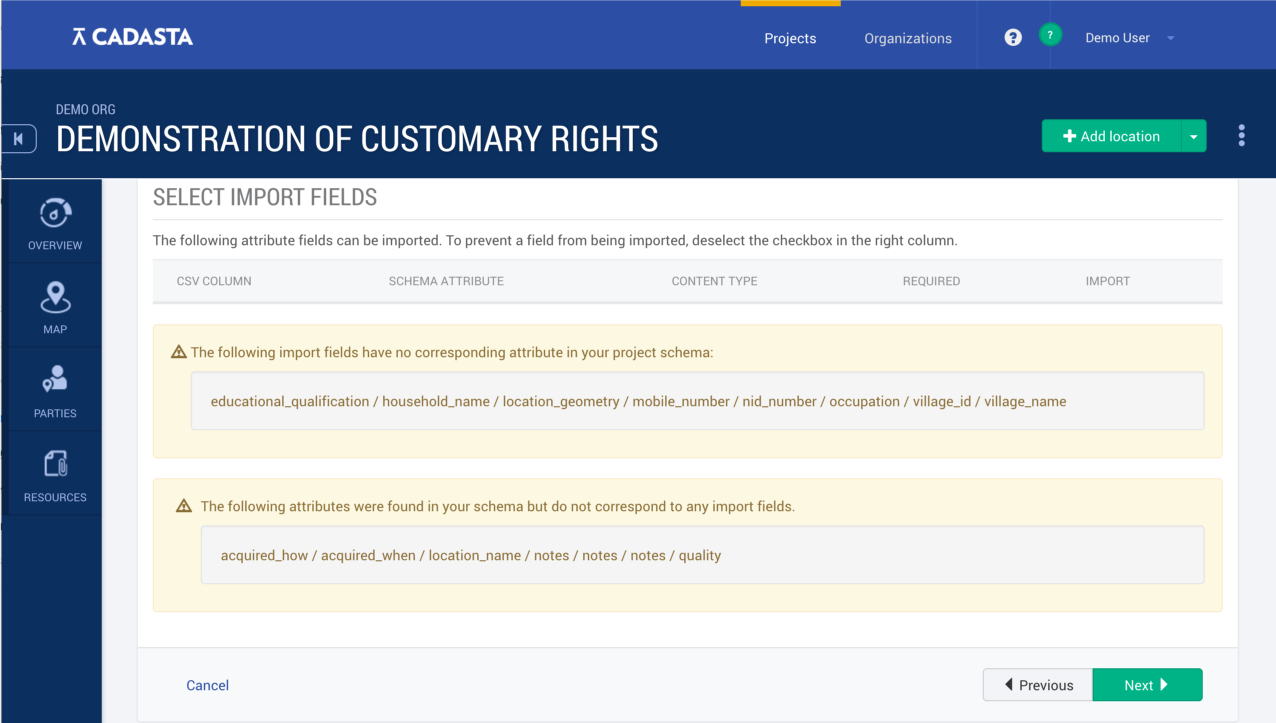 CADASTA
Projects
Organizations
?
?
Demo User
DEMO ORG
DEMONSTRATION OF CUSTOMARY RIGHTS
Add location
OVERVIEW
MAP
PARTIES
RESOURCES
SELECT IMPORT FIELDS
The following attribute fields can be imported. To prevent a field from being imported, deselect the checkbox in the right column.
CSV COLUMN SCHEMA ATTRIBUTE CONTENT TYPE REQUIRED IMPORT
The following import fields have no corresponding attribute in your project schema:
educational_qualification / household_name / location_geometry / mobile_number / nid_number / occupation / village_id / village_name
The following attributes were found in your schema but do not correspond to any import fields.
acquired_how / acquired_when / location_name / notes / notes / notes / quality
Cancel
Previous
Next